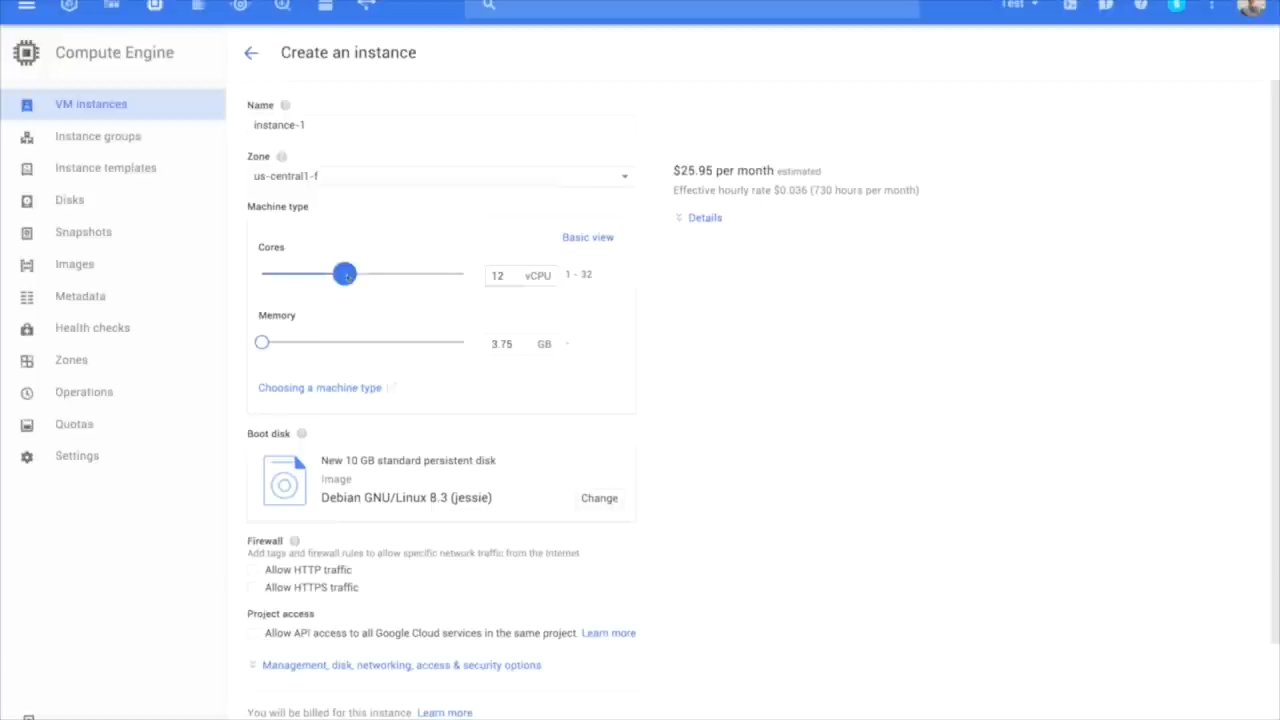 Test
Compute Engine
Create an instance
VM instances
Instance groups
Instance templates
Disks
Snapshots
Images
Metadata
Health checks
Zones
Operations
Quotas
Settings
Name
instance-1
Zone
us-central1-f
Machine type
Basic view
Cores
12 vCPU 1 - 32
Memory
3.75 GB -
Choosing a machine type
Boot disk
New 10 GB standard persistent disk
Image
Debian GNU/Linux 8.3 (jessie)
Change
Firewall
Add tags and firewall rules to allow specific network traffic from the Internet
Allow HTTP traffic
Allow HTTPS traffic
Project access
Allow API access to all Google Cloud services in the same project. Learn more
Management, disk, networking, access & security options
You will be billed for this instance Learn more
$25.95 per month estimated
Effective hourly rate $0.036 (730 hours per month)
Details